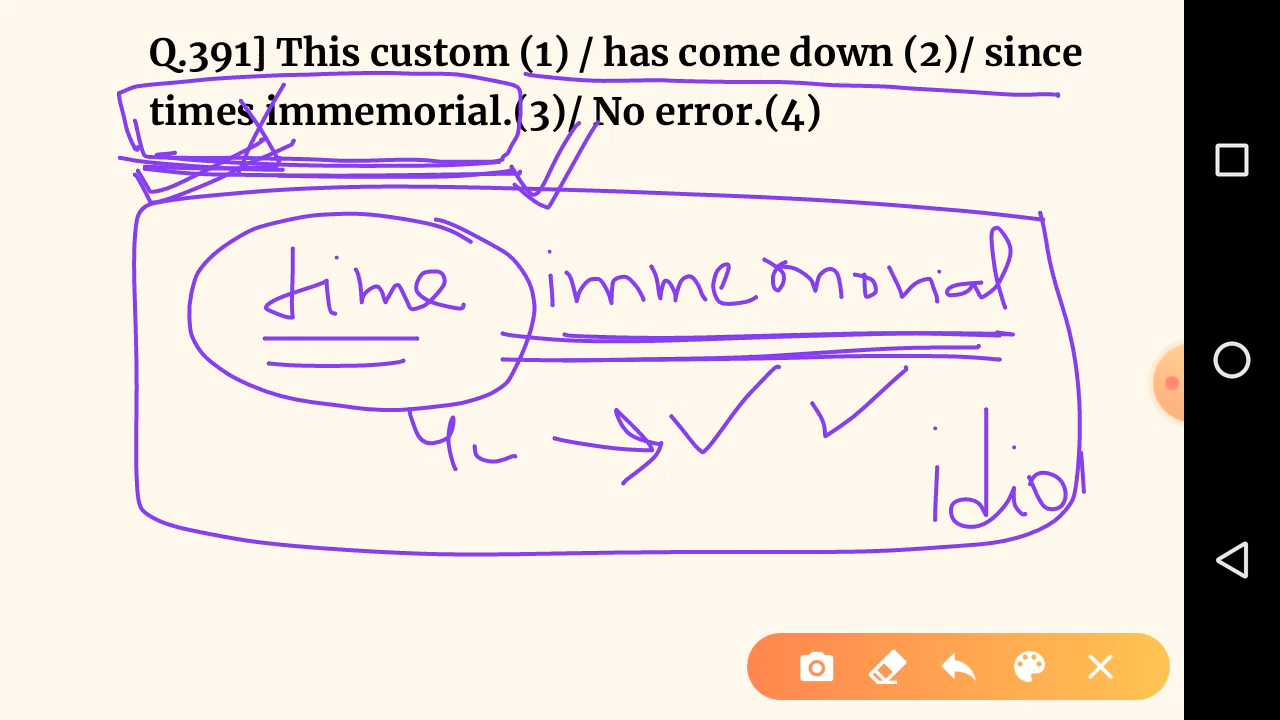 Q.391] This custom (1) / has come down (2)/ since
times immemorial.(3)/ No error.(4)
time immemorial
idio